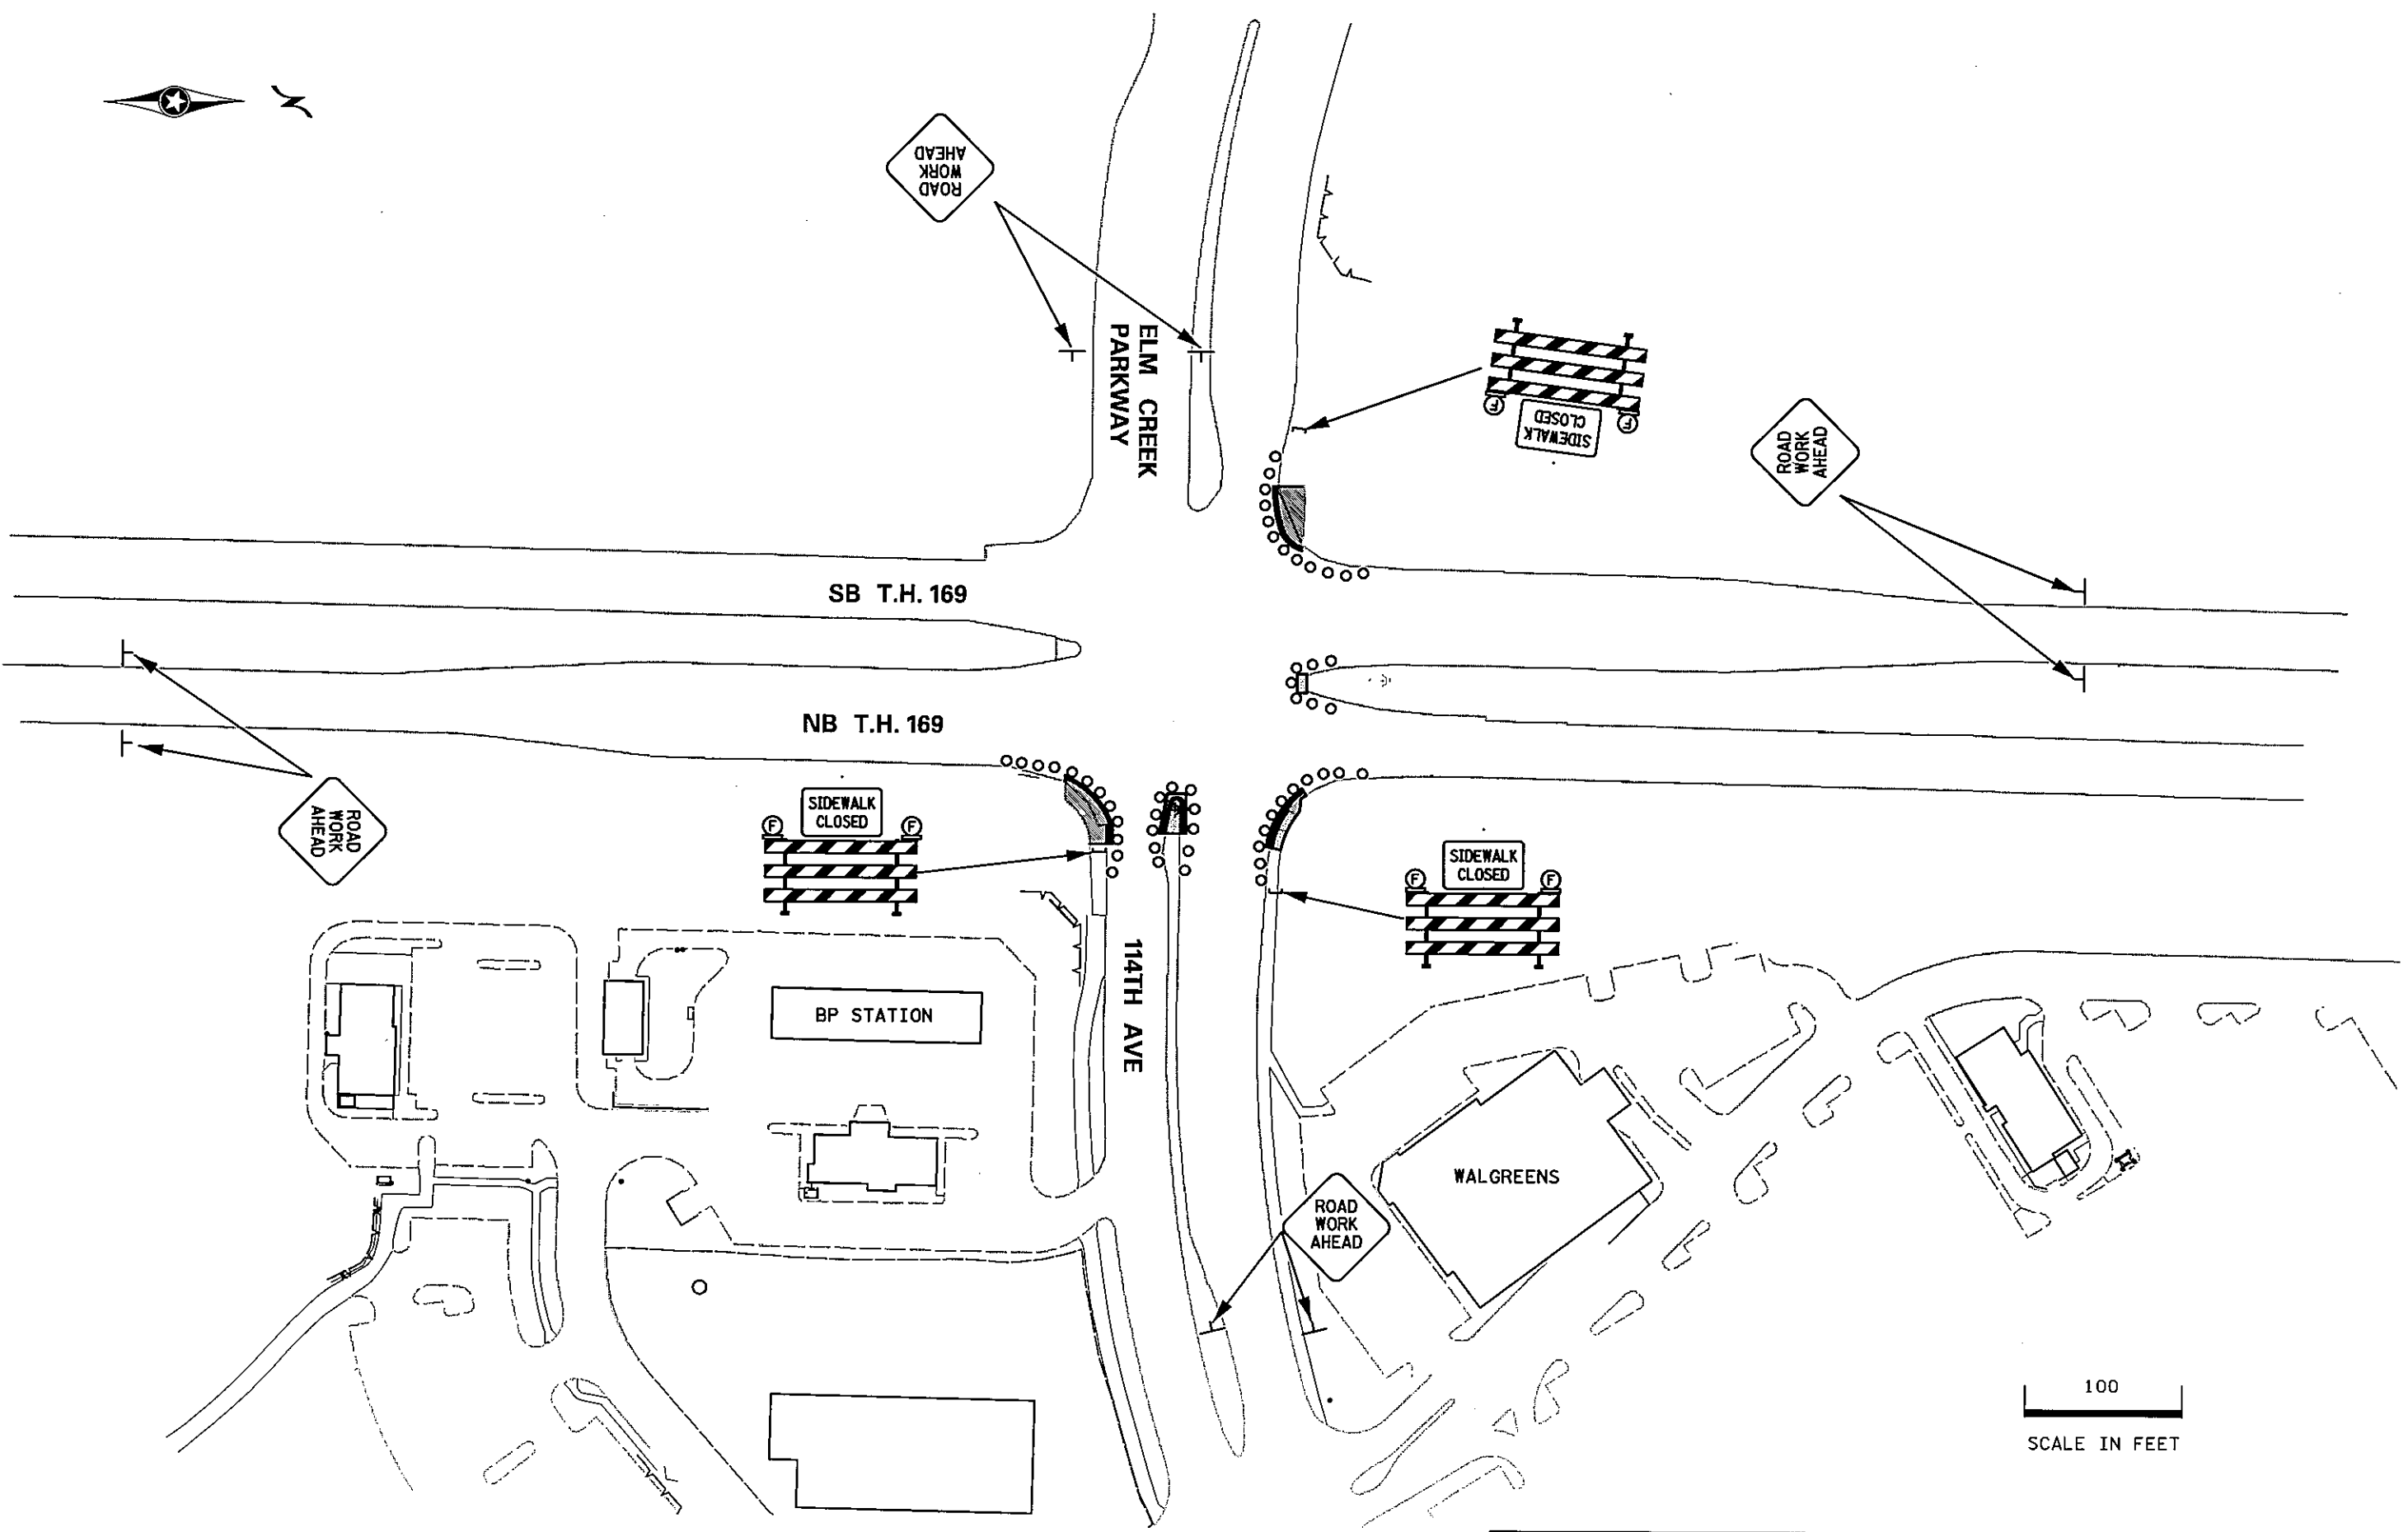 N
ROAD
WORK
AHEAD
ELM CREEK
PARKWAY
SIDEWALK
CLOSED
F
F
ROAD
WORK
AHEAD
SB T.H. 169
NB T.H. 169
ROAD
WORK
AHEAD
SIDEWALK
CLOSED
F
F
SIDEWALK
CLOSED
F
F
114TH AVE
BP STATION
WALGREENS
ROAD
WORK
AHEAD
100
SCALE IN FEET